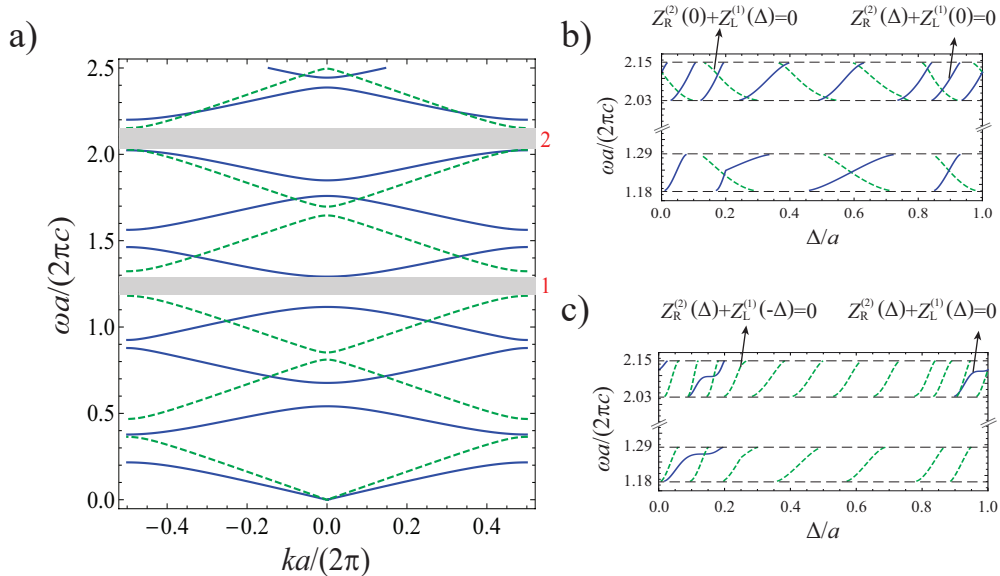 a)
ωa/(2πc)
2.5
2.0
1.5
1.0
0.5
0.0
2
1
−0.4 −0.2 0.0 0.2 0.4
ka/(2π)
b)
Z_R^(2)(0)+Z_L^(1)(Δ)=0 Z_R^(2)(Δ)+Z_L^(1)(0)=0
ωa/(2πc)
2.15
2.03
1.29
1.18
0.0 0.2 0.4 0.6 0.8 1.0
Δ/a
c)
Z_R^(2)(Δ)+Z_L^(1)(-Δ)=0 Z_R^(2)(Δ)+Z_L^(1)(Δ)=0
ωa/(2πc)
2.15
2.03
1.29
1.18
0.0 0.2 0.4 0.6 0.8 1.0
Δ/a